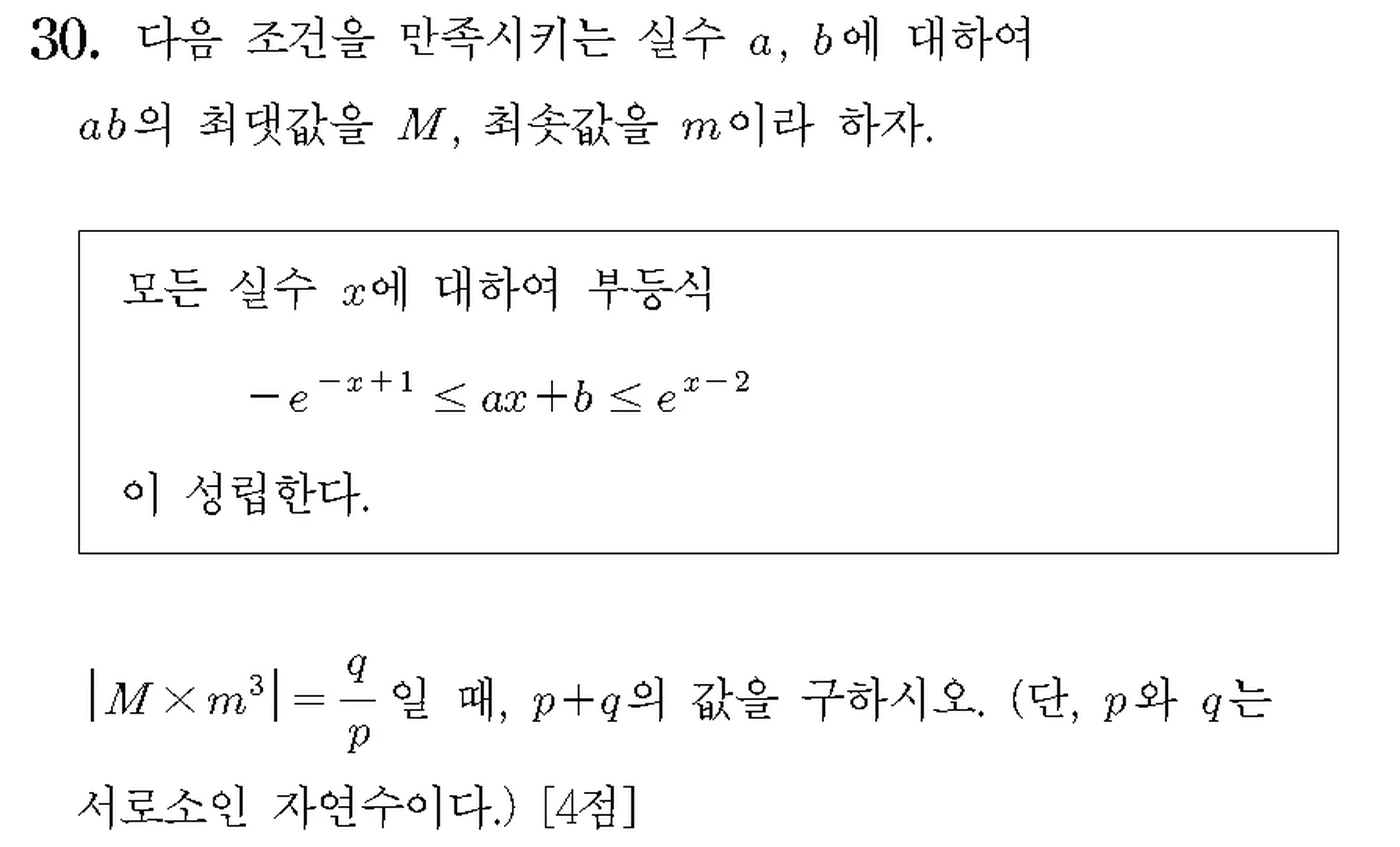 30. 다음 조건을 만족시키는 실수 a, b에 대하여
ab의 최댓값을 M, 최솟값을 m이라 하자.
모든 실수 x에 대하여 부등식
−e^{−x+1} ≤ ax+b ≤ e^{x−2}
이 성립한다.
|M×m³| = q/p 일 때, p+q의 값을 구하시오. (단, p와 q는
서로소인 자연수이다.) [4점]